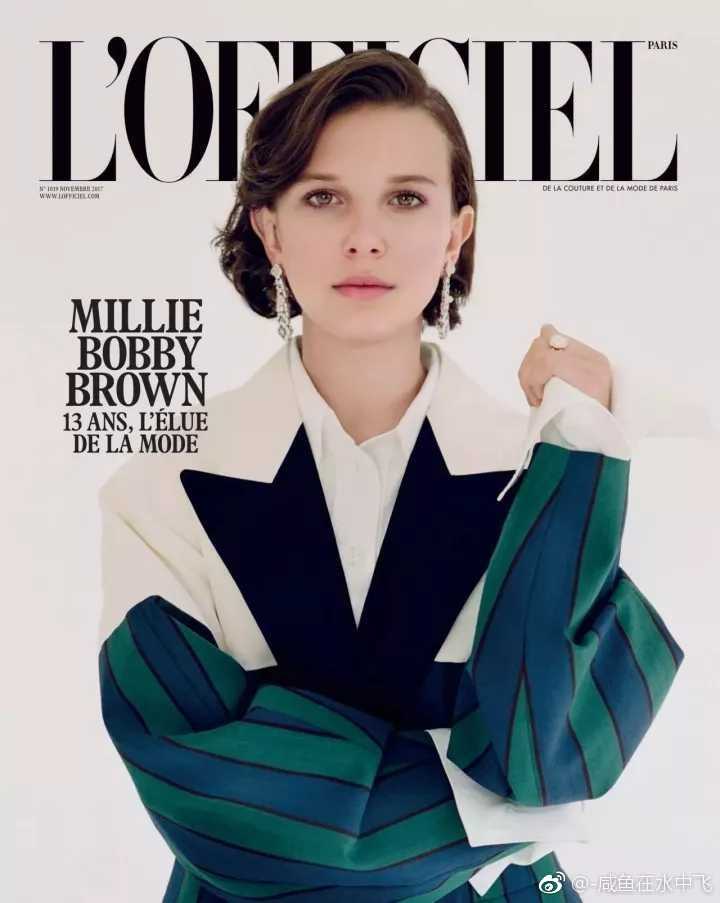 L'OFFICIEL
PARIS
N° 1019 NOVEMBRE 2017
WWW.LOFFICIEL.COM
DE LA COUTURE ET DE LA MODE DE PARIS
MILLIE
BOBBY
BROWN
13 ANS, L'ÉLUE
DE LA MODE
@-咸鱼在水中飞